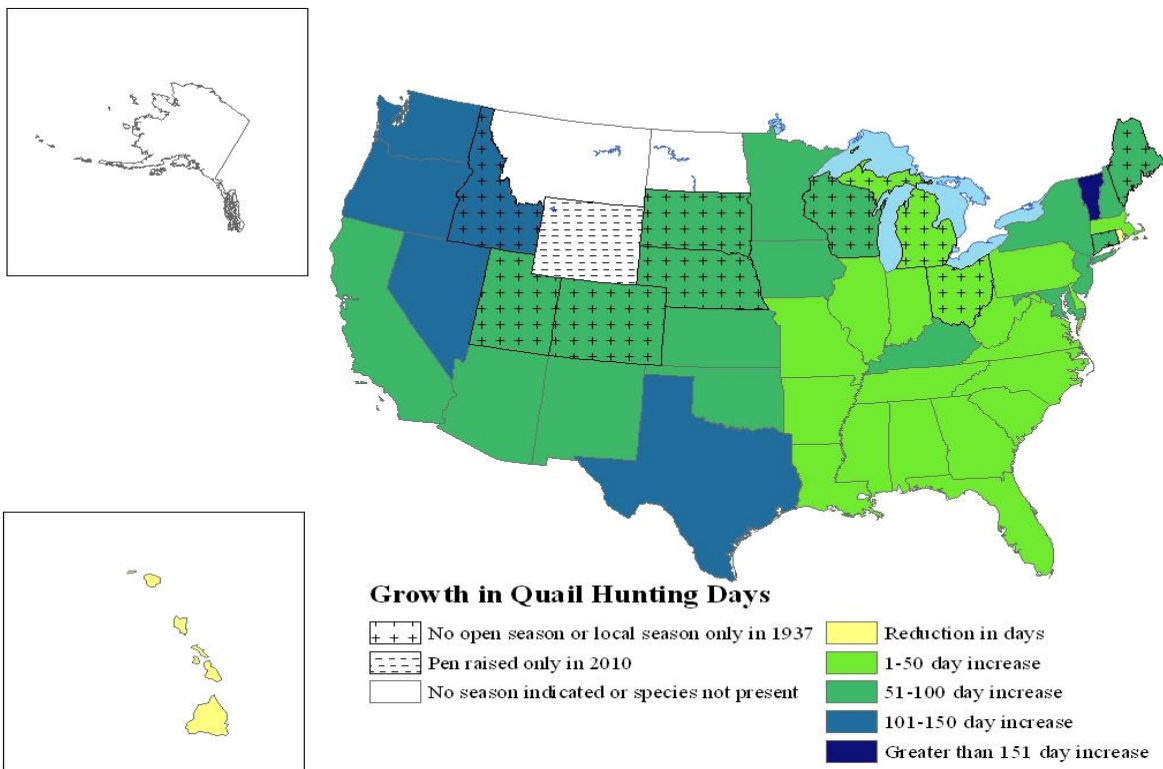 Growth in Quail Hunting Days
No open season or local season only in 1937
Pen raised only in 2010
No season indicated or species not present
Reduction in days
1-50 day increase
51-100 day increase
101-150 day increase
Greater than 151 day increase